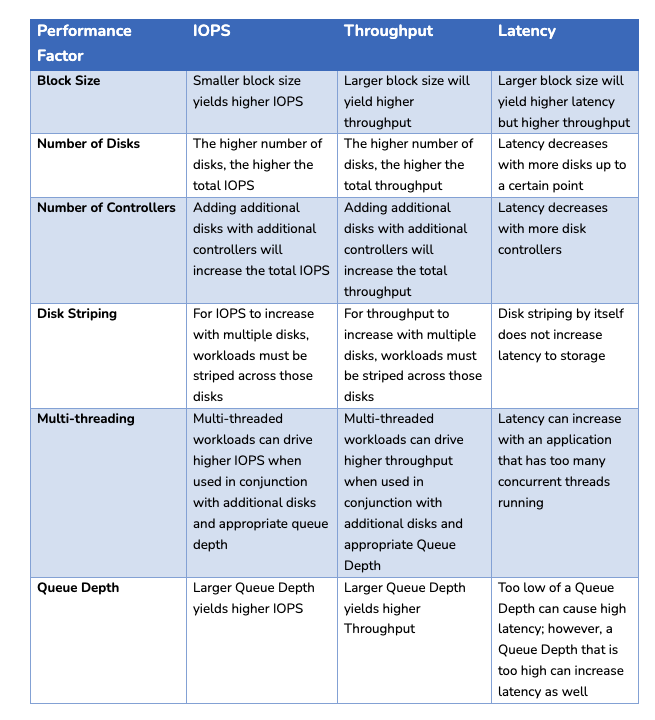 Performance
Factor
IOPS
Throughput
Latency
Block Size
Smaller block size
yields higher IOPS
Larger block size will
yield higher
throughput
Larger block size will
yield higher latency
but higher throughput
Number of Disks
The higher number of
disks, the higher the
total IOPS
The higher number of
disks, the higher the
total throughput
Latency decreases
with more disks up to
a certain point
Number of Controllers
Adding additional
disks with additional
controllers will
increase the total IOPS
Adding additional
disks with additional
controllers will
increase the total
throughput
Latency decreases
with more disk
controllers
Disk Striping
For IOPS to increase
with multiple disks,
workloads must be
striped across those
disks
For throughput to
increase with multiple
disks, workloads must
be striped across those
disks
Disk striping by itself
does not increase
latency to storage
Multi-threading
Multi-threaded
workloads can drive
higher IOPS when
used in conjunction
with additional disks
and appropriate queue
depth
Multi-threaded
workloads can drive
higher throughput
when used in
conjunction with
additional disks and
appropriate Queue
Depth
Latency can increase
with an application
that has too many
concurrent threads
running
Queue Depth
Larger Queue Depth
yields higher IOPS
Larger Queue Depth
yields higher
Throughput
Too low of a Queue
Depth can cause high
latency; however, a
Queue Depth that is
too high can increase
latency as well